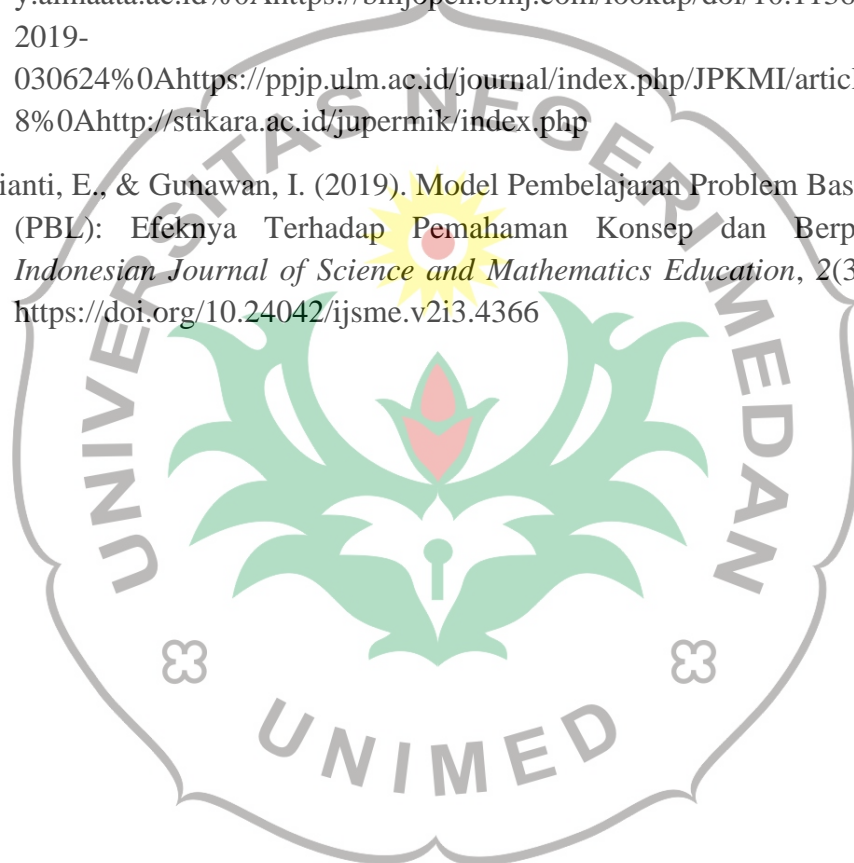 y.almaata.ac.id%0Ahttps://bmjopen.bmj.com/lookup/doi/10.1136
2019-
030624%0Ahttps://ppjp.ulm.ac.id/journal/index.php/JPKMI/articl
8%0Ahttp://stikara.ac.id/jupermik/index.php
ianti, E., & Gunawan, I. (2019). Model Pembelajaran Problem Bas
(PBL): Efeknya Terhadap Pemahaman Konsep dan Berp
Indonesian Journal of Science and Mathematics Education, 2(3
https://doi.org/10.24042/ijsme.v2i3.4366
UNIVERSITAS NEGERI MEDAN
UNIMED